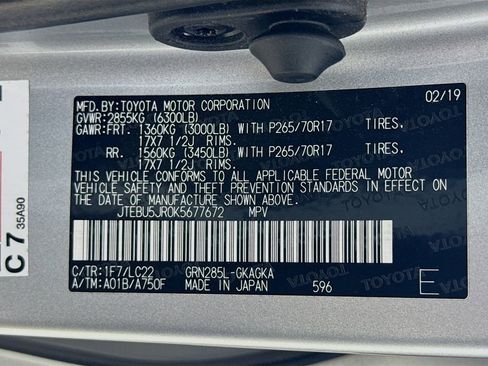 MFD.BY:TOYOTA MOTOR CORPORATION 02/19
GVWR:2855KG (6300LB)
GAWR:FRT. 1360KG (3000LB) WITH P265/70R17 TIRES,
17X7 1/2J RIMS.
RR. 1560KG (3450LB) WITH P265/70R17 TIRES,
17X7 1/2J RIMS.
THIS VEHICLE CONFORMS TO ALL APPLICABLE FEDERAL MOTOR
VEHICLE SAFETY AND THEFT PREVENTION STANDARDS IN EFFECT ON
THE DATE OF MANUFACTURE SHOWN ABOVE.
JTEBU5JR0K5677672 MPV
C/TR:1F7/LC22 GRN285L-GKAGKA
A/TM:A01B/A750F MADE IN JAPAN 596 E
C7 35A90